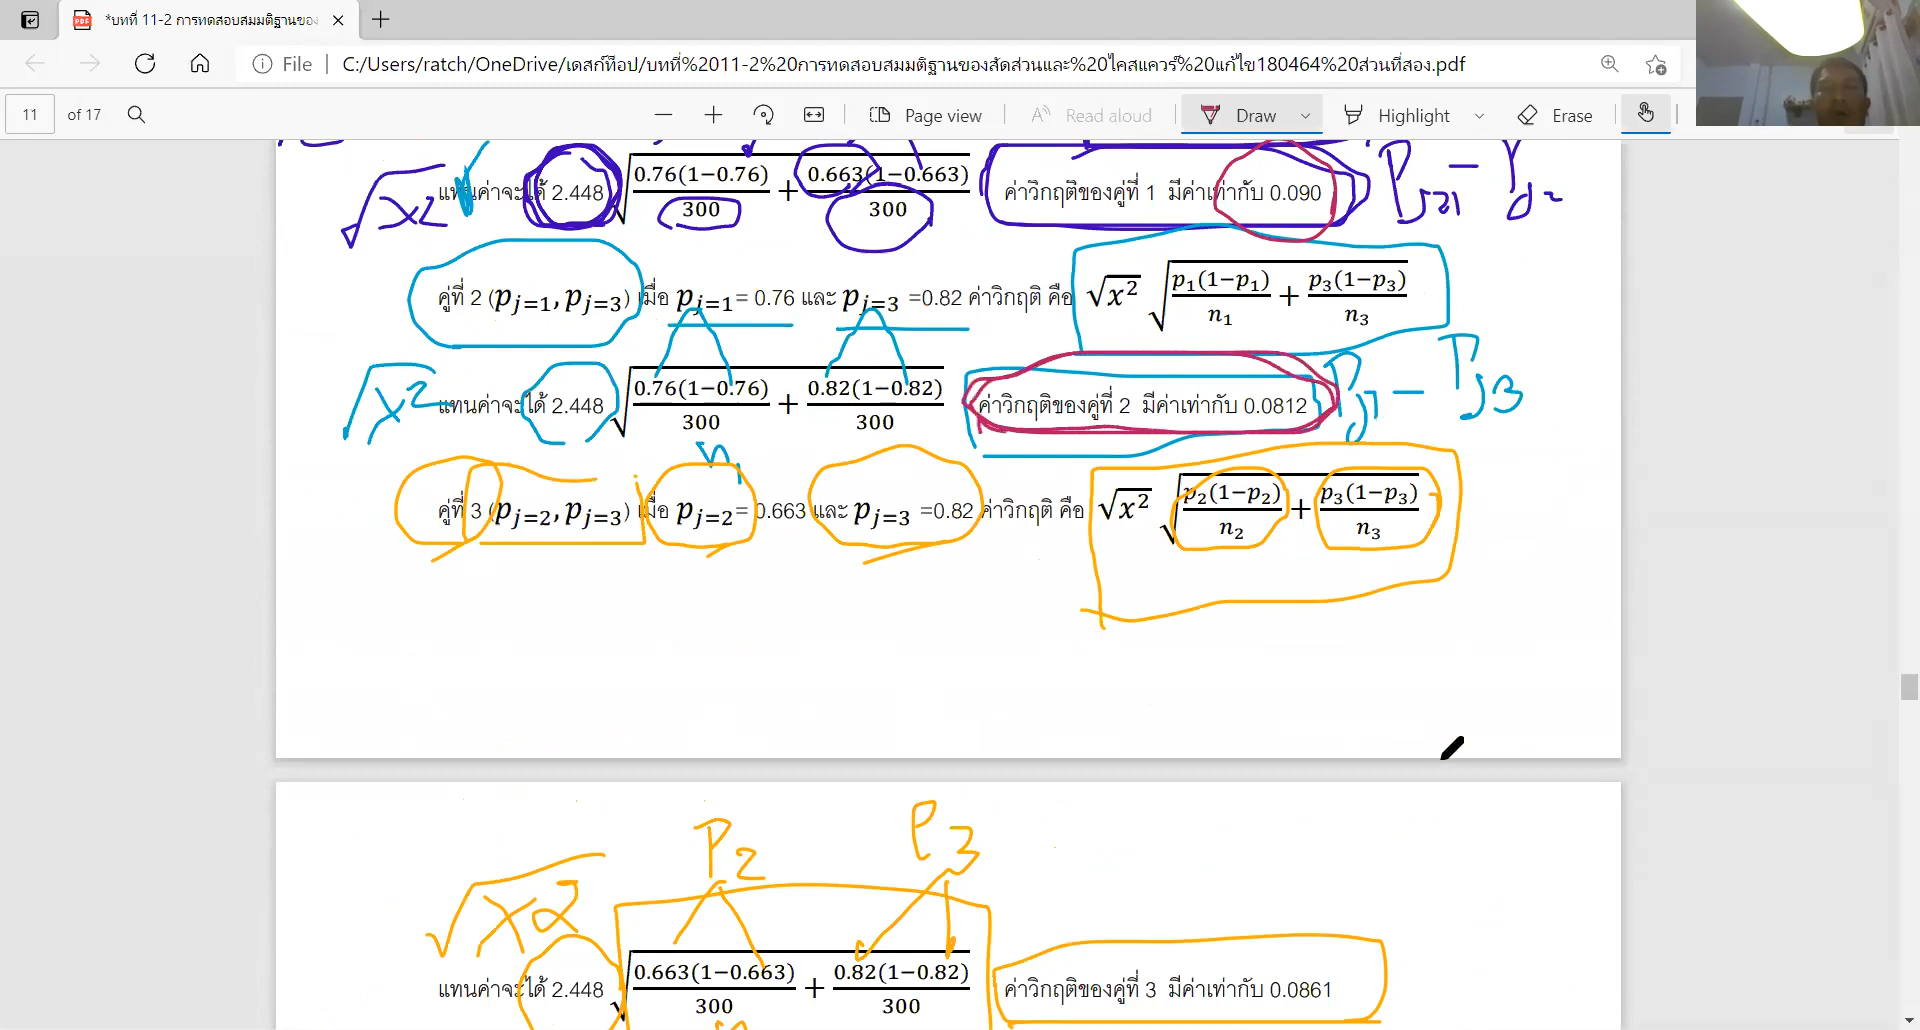 *บทที่ 11-2 การทดสอบสมมติฐานของ
File C:/Users/ratch/OneDrive/เดสก์ท็อป/บทที่%2011-2%20การทดสอบสมมติฐานของสัดส่วนและ%20ไคสแควร์%20แก้ไข180464%20ส่วนที่สอง.pdf
11 of 17 Page view Read aloud Draw Highlight Erase
แทนค่าจะได้ 2.448 √(0.76(1−0.76)/300 + 0.663(1−0.663)/300) ค่าวิกฤติของคู่ที่ 1 มีค่าเท่ากับ 0.090
√x2
คู่ที่ 2 (p_{j=1}, p_{j=3}) เมื่อ p_{j=1}= 0.76 และ p_{j=3} =0.82 ค่าวิกฤติ คือ √x² √(p₁(1−p₁)/n₁ + p₃(1−p₃)/n₃)
√x2 แทนค่าจะได้ 2.448 √(0.76(1−0.76)/300 + 0.82(1−0.82)/300) ค่าวิกฤติของคู่ที่ 2 มีค่าเท่ากับ 0.0812
คู่ที่ 3 (p_{j=2}, p_{j=3}) เมื่อ p_{j=2}= 0.663 และ p_{j=3} =0.82 ค่าวิกฤติ คือ √x² √(p₂(1−p₂)/n₂ + p₃(1−p₃)/n₃)
P2 P3
แทนค่าจะได้ 2.448 √(0.663(1−0.663)/300 + 0.82(1−0.82)/300) ค่าวิกฤติของคู่ที่ 3 มีค่าเท่ากับ 0.0861